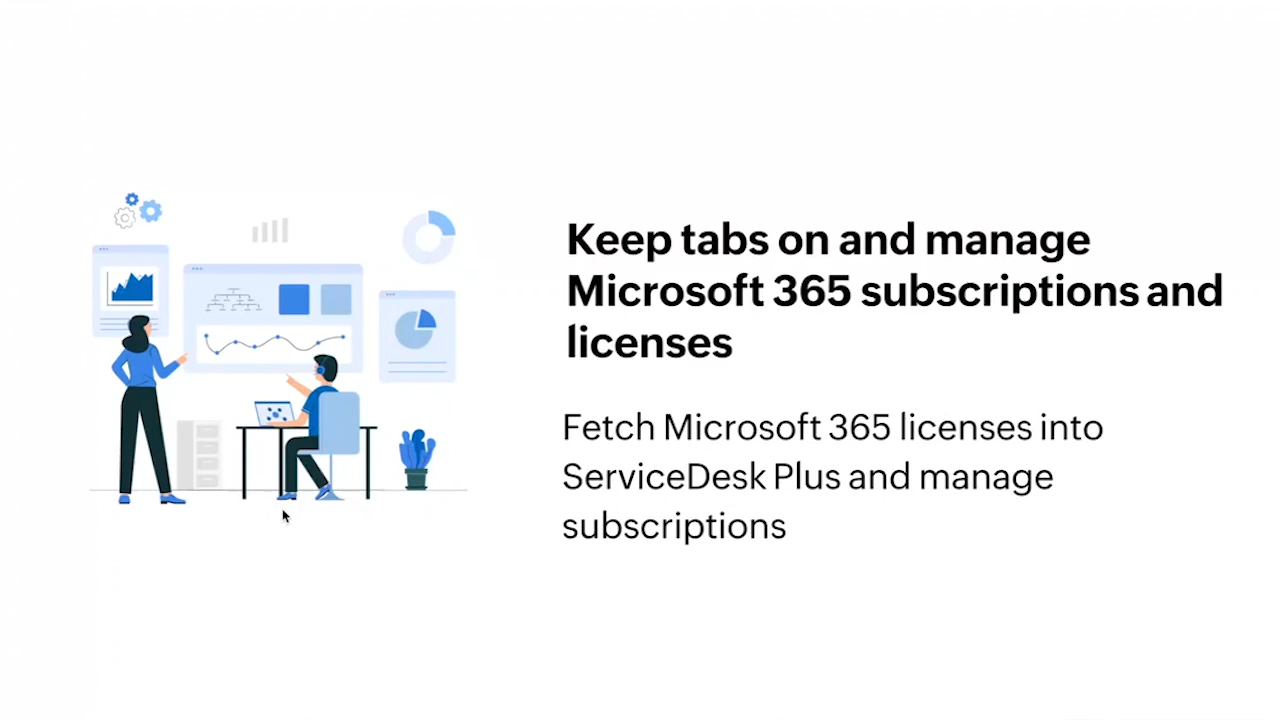 Keep tabs on and manage
Microsoft 365 subscriptions and
licenses
Fetch Microsoft 365 licenses into
ServiceDesk Plus and manage
subscriptions